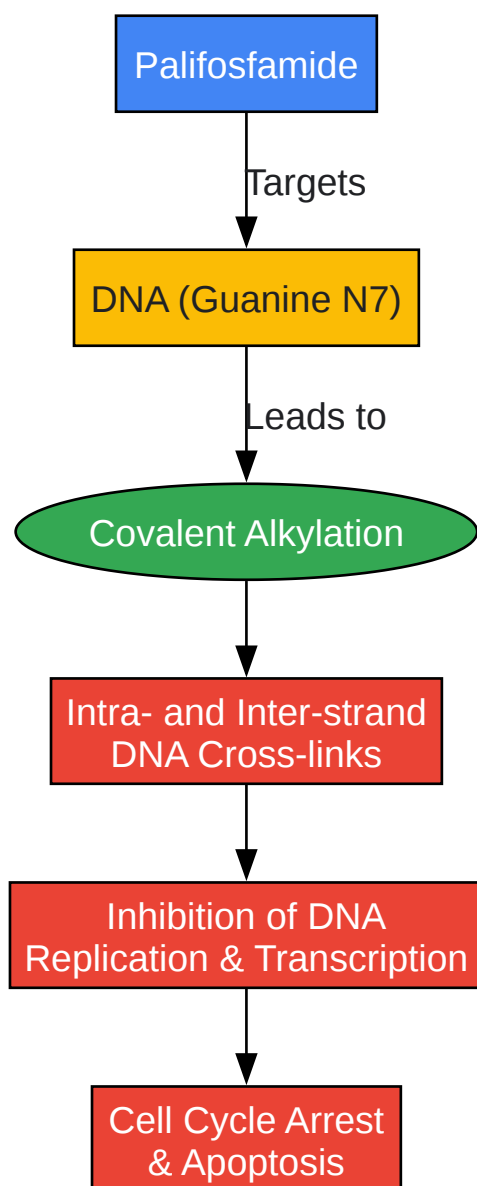 Palifosfamide
Targets
DNA (Guanine N7)
Leads to
Covalent Alkylation
Intra- and Inter-strand
DNA Cross-links
Inhibition of DNA
Replication & Transcription
Cell Cycle Arrest
& Apoptosis